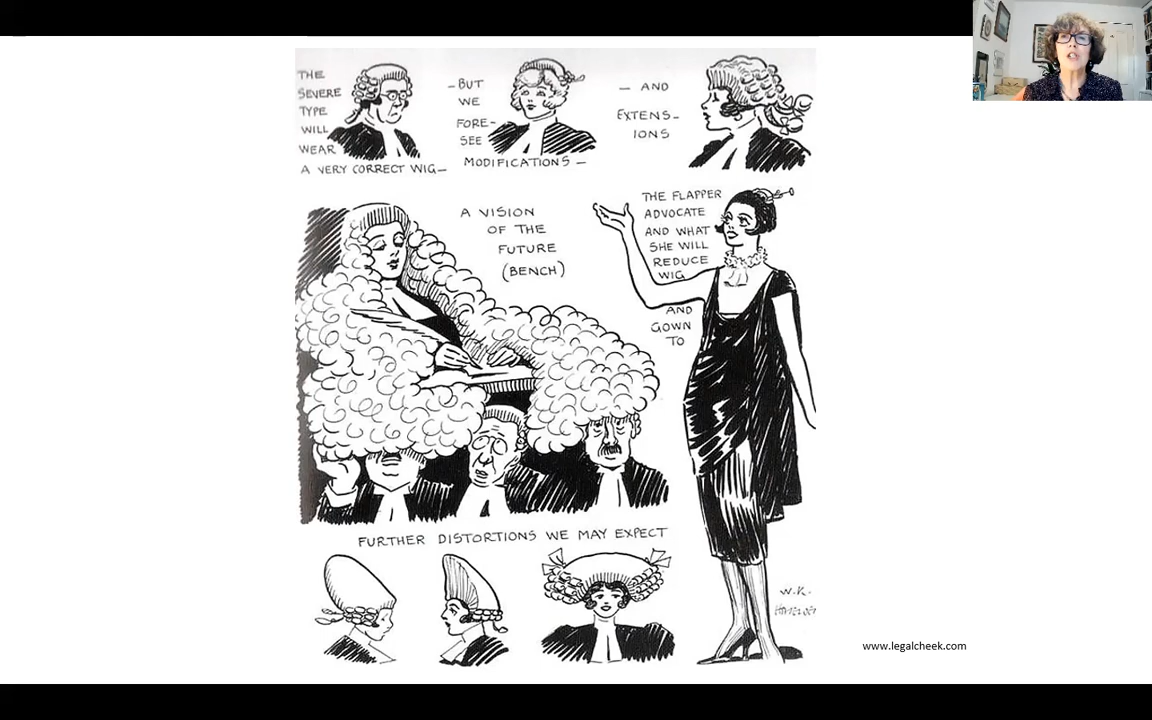 THE
SEVERE
TYPE
WILL
WEAR
A VERY CORRECT WIG—
—BUT
WE
FORE-
SEE
MODIFICATIONS —
— AND
EXTENS-
IONS
A VISION
OF THE
FUTURE
(BENCH)
THE FLAPPER
ADVOCATE
AND WHAT
SHE WILL
REDUCE
WIG
AND
GOWN
TO
FURTHER DISTORTIONS WE MAY EXPECT
W.K.
www.legalcheek.com